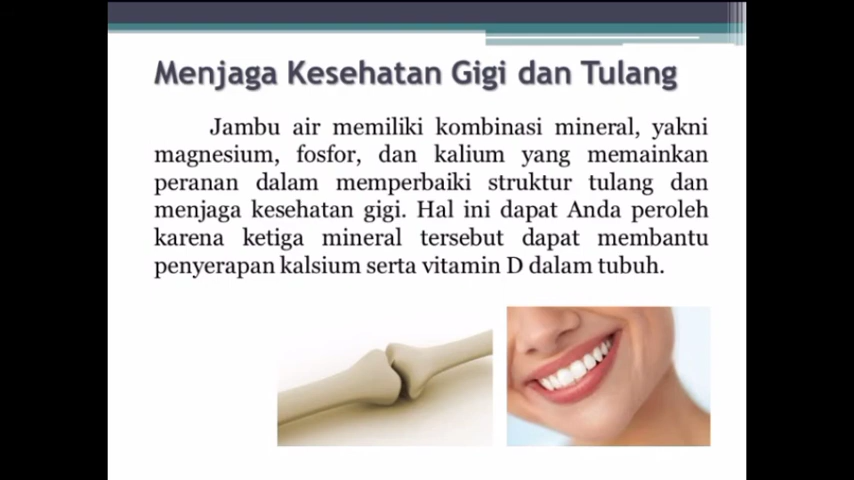 Menjaga Kesehatan Gigi dan Tulang
Jambu air memiliki kombinasi mineral, yakni
magnesium, fosfor, dan kalium yang memainkan
peranan dalam memperbaiki struktur tulang dan
menjaga kesehatan gigi. Hal ini dapat Anda peroleh
karena ketiga mineral tersebut dapat membantu
penyerapan kalsium serta vitamin D dalam tubuh.